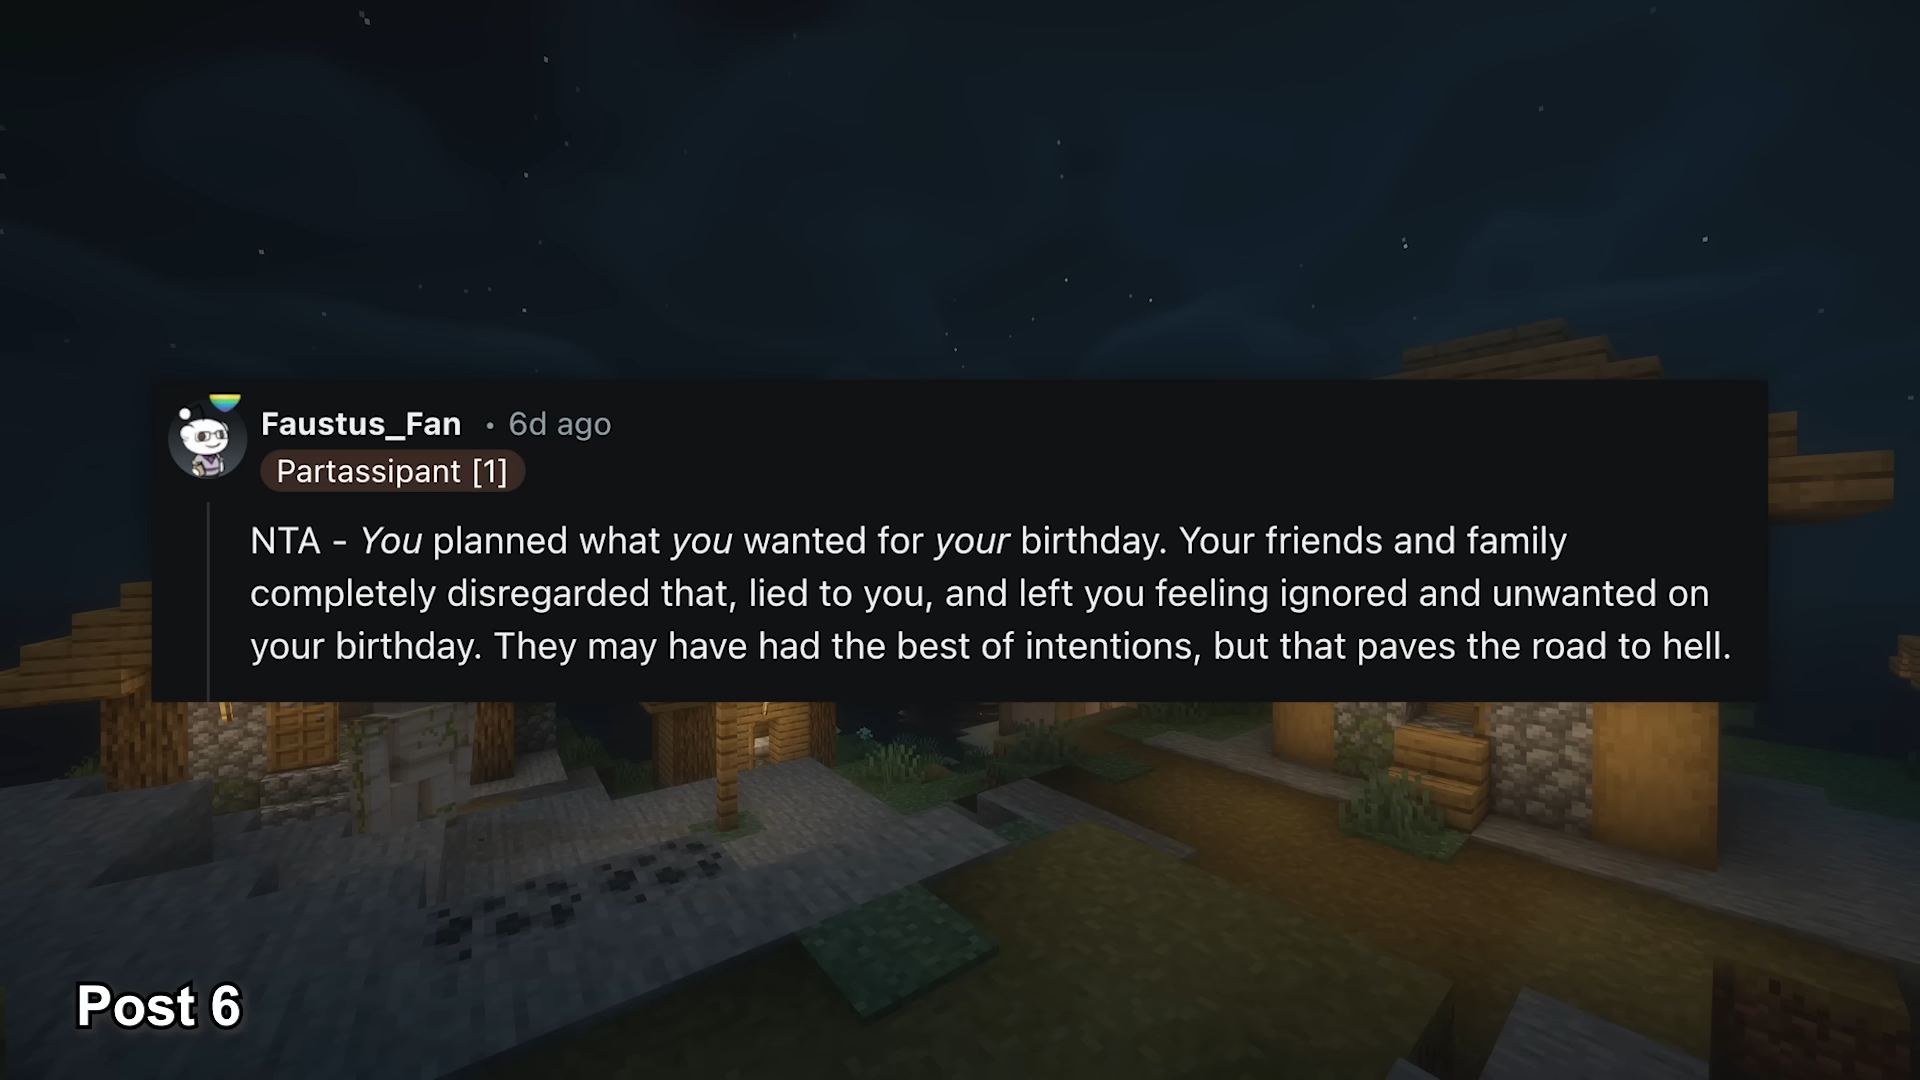 Faustus_Fan • 6d ago
Partassipant [1]
NTA - You planned what you wanted for your birthday. Your friends and family
completely disregarded that, lied to you, and left you feeling ignored and unwanted on
your birthday. They may have had the best of intentions, but that paves the road to hell.
Post 6